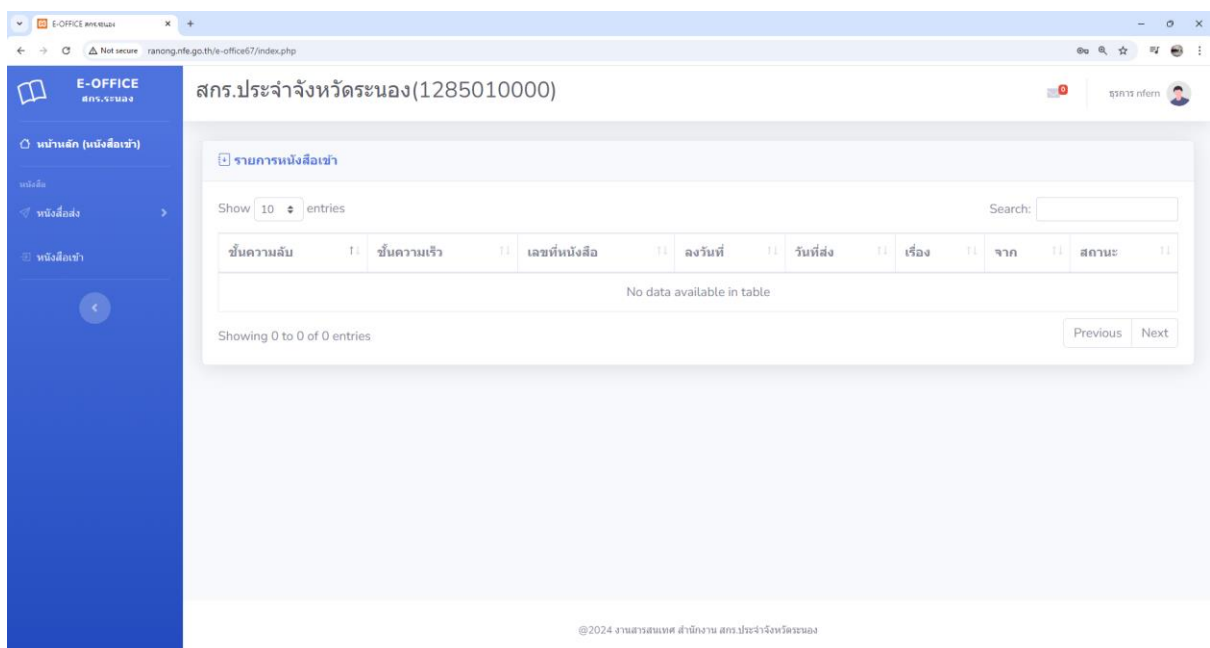 E-OFFICE สกร.ระนอง
Not secure ranong.nfe.go.th/e-office67/index.php
E-OFFICE
สกร.ระนอง
สกร.ประจำจังหวัดระนอง(1285010000)
0
ธุรการ nfern
หน้าหลัก (หนังสือเข้า)
รายการหนังสือเข้า
หนังสือ
หนังสือส่ง
Show 10 entries
Search:
ชั้นความลับ ชั้นความเร็ว เลขที่หนังสือ ลงวันที่ วันที่ส่ง เรื่อง จาก สถานะ
หนังสือเข้า
No data available in table
Showing 0 to 0 of 0 entries
Previous Next
@2024 งานสารสนเทศ สำนักงาน สกร.ประจำจังหวัดระนอง